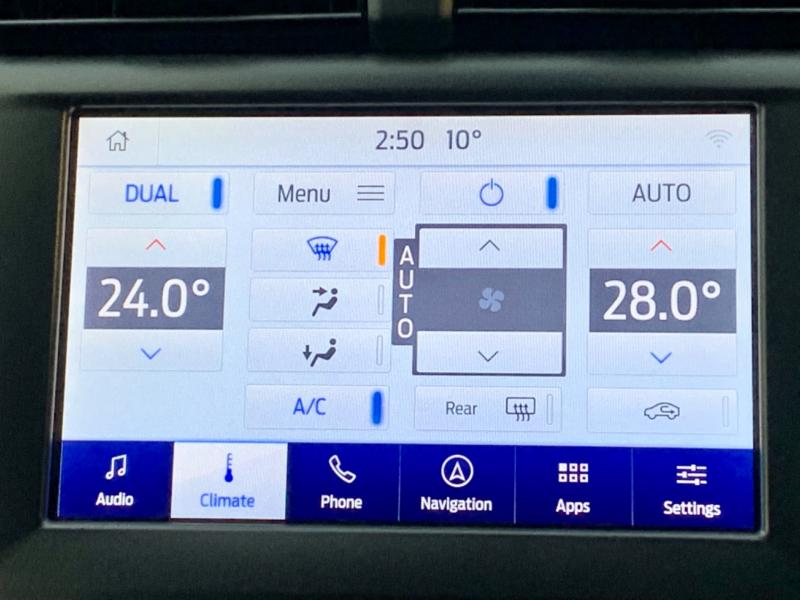 2:50 10°
DUAL
Menu
AUTO
24.0°
AUTO
28.0°
A/C
Rear
Audio
Climate
Phone
Navigation
Apps
Settings